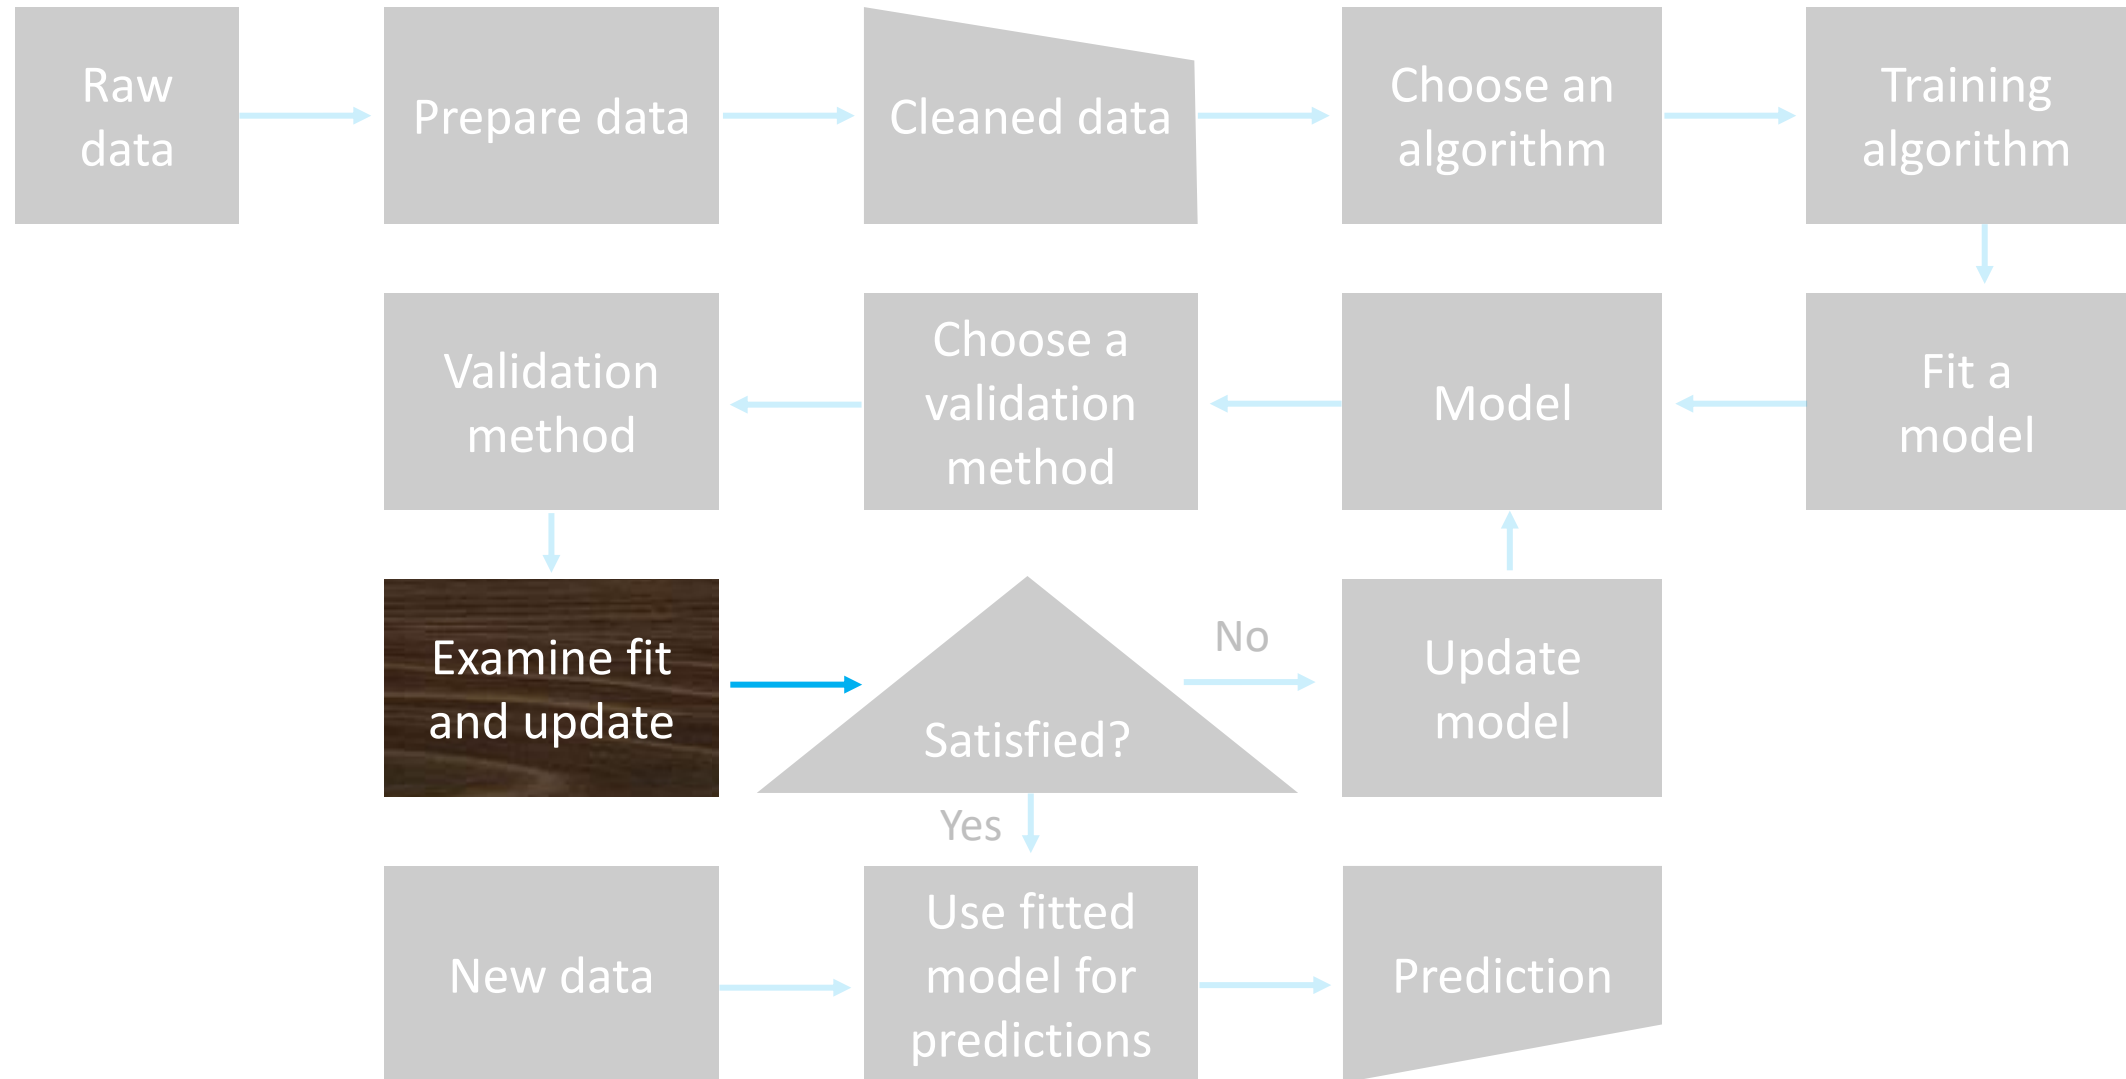 Raw
data
Prepare data
Cleaned data
Choose an
algorithm
Training
algorithm
Validation
method
Choose a
validation
method
Model
Fit a
model
Examine fit
and update
Satisfied?
No
Update
model
Yes
New data
Use fitted
model for
predictions
Prediction